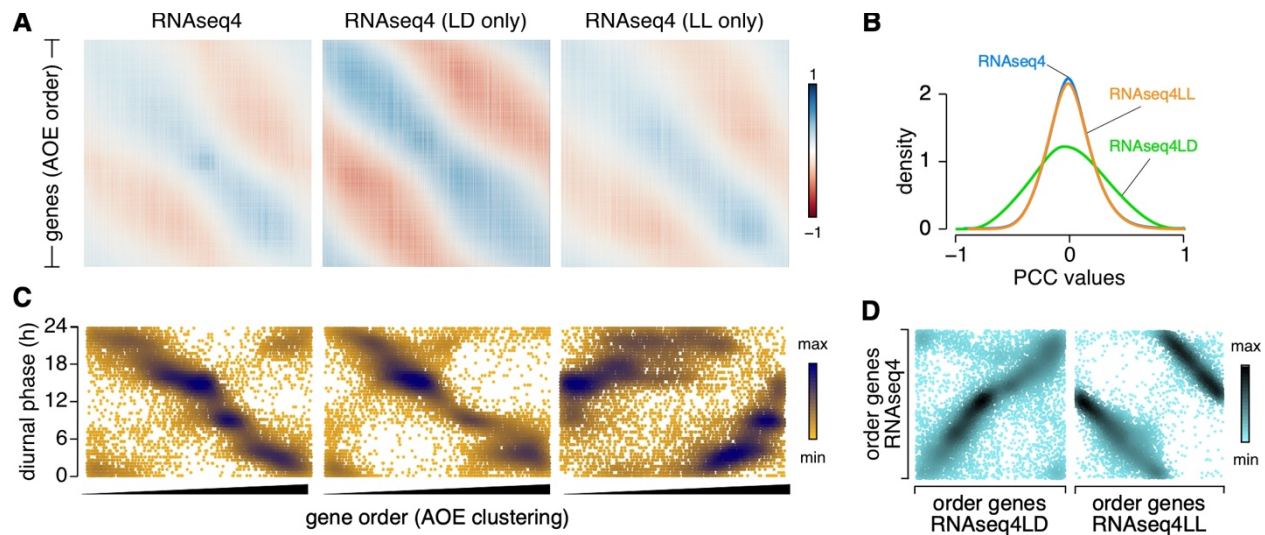 A
RNAseq4
RNAseq4 (LD only)
RNAseq4 (LL only)
genes (AOE order)
1
−1
B
RNAseq4
RNAseq4LL
RNAseq4LD
density
2
1
0
−1
0
1
PCC values
C
diurnal phase (h)
24
18
12
6
0
gene order (AOE clustering)
max
min
D
order genes
RNAseq4
order genes
RNAseq4LD
order genes
RNAseq4LL
max
min